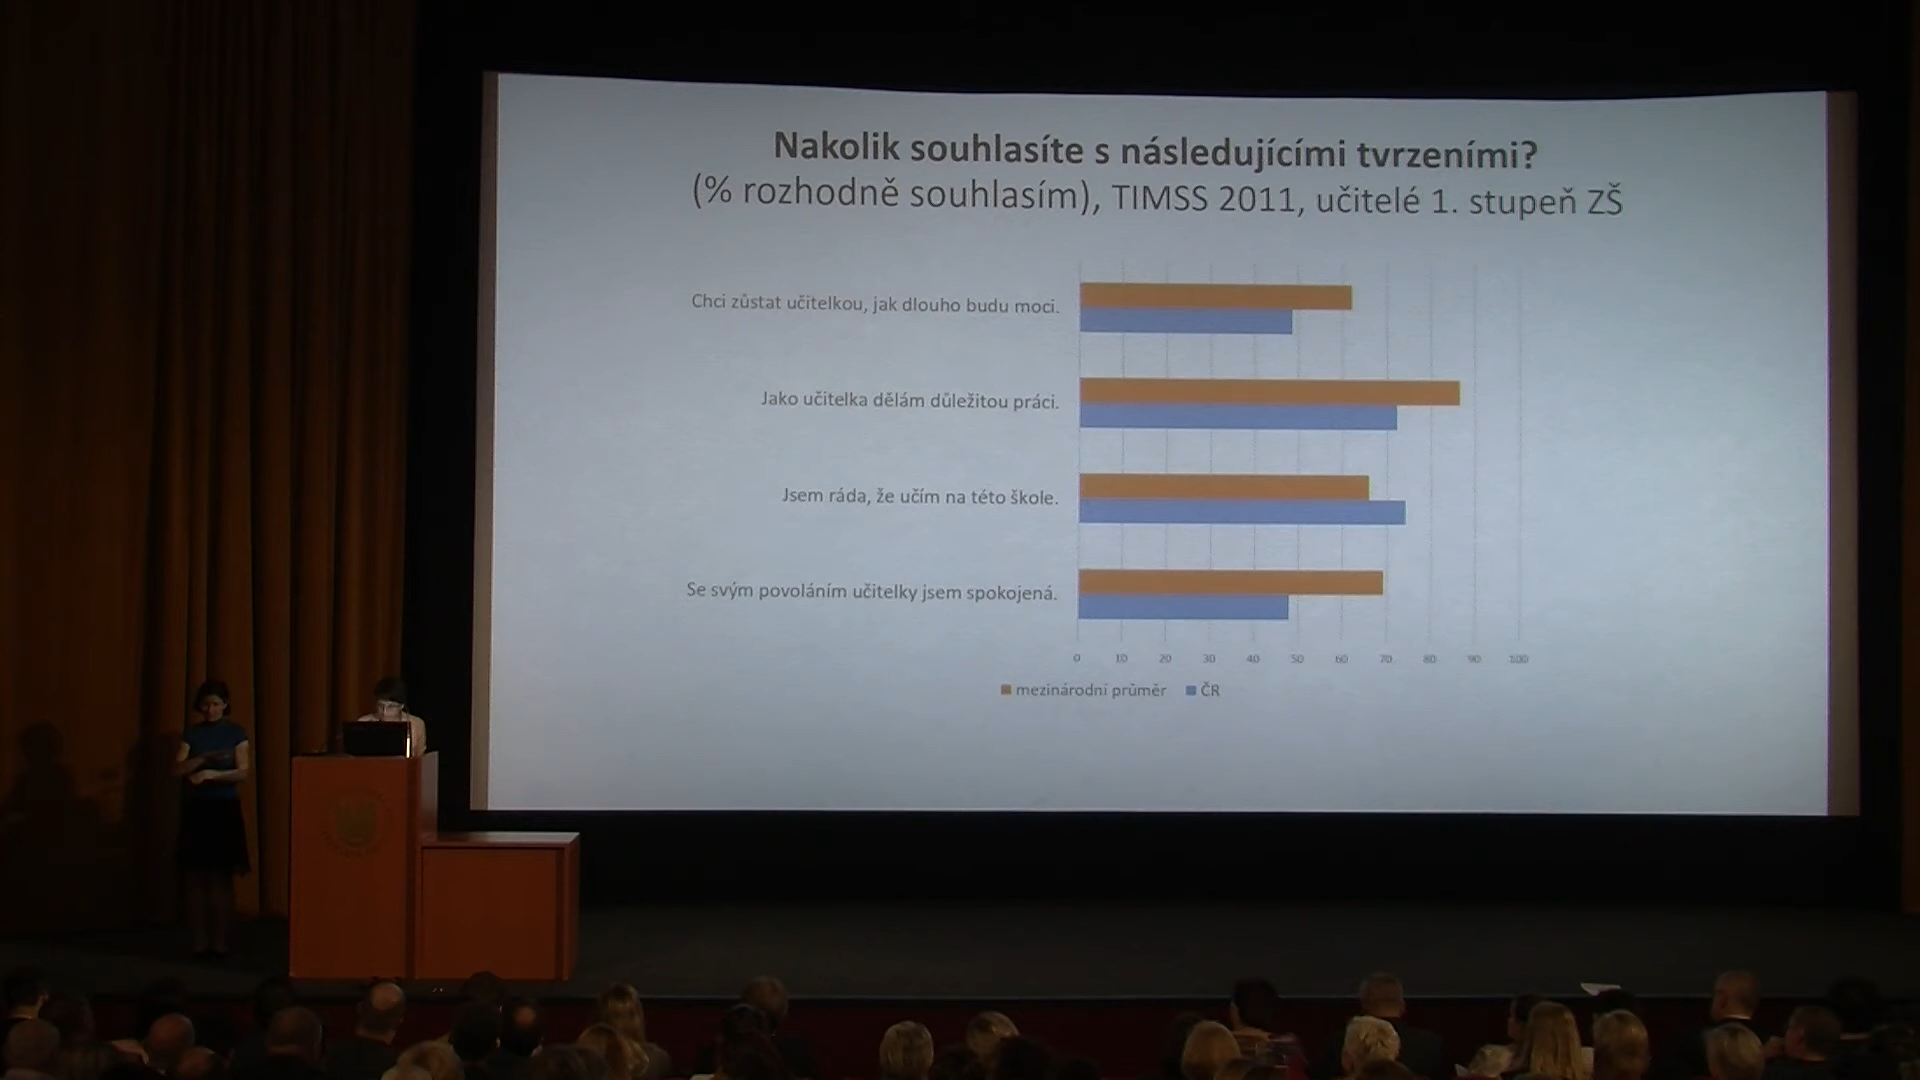 Nakolik souhlasíte s následujícími tvrzeními?
(% rozhodně souhlasím), TIMSS 2011, učitelé 1. stupeň ZŠ
Chci zůstat učitelkou, jak dlouho budu moci.
Jako učitelka dělám důležitou práci.
Jsem ráda, že učím na této škole.
Se svým povoláním učitelky jsem spokojená.
0 10 20 30 40 50 60 70 80 90 100
mezinárodní průměr ČR